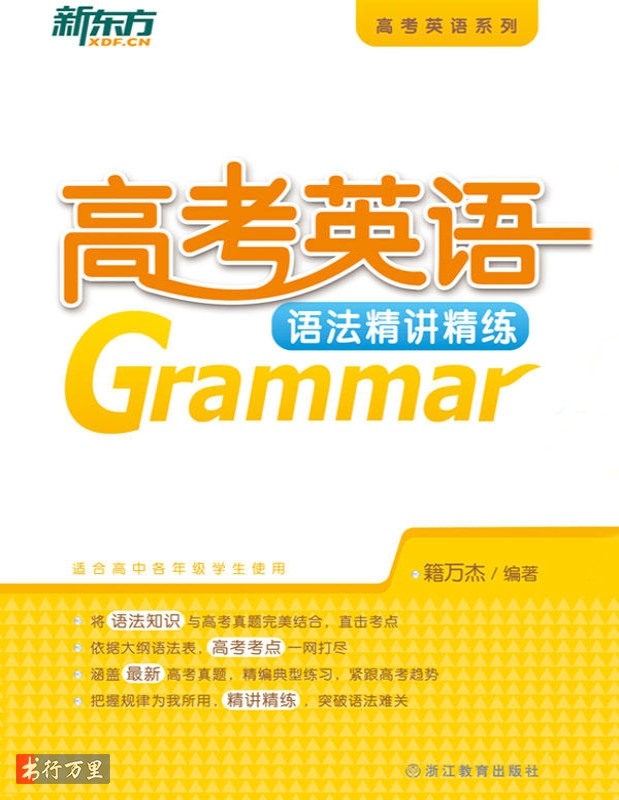 新东方
XDF.CN
高考英语系列
高考英语
语法精讲精练
Grammar
适合高中各年级学生使用
籍万杰 / 编著
将 语法知识 与高考真题完美结合，直击考点
依据大纲语法表，高考考点 一网打尽
涵盖 最新 高考真题，精编典型练习，紧跟高考趋势
把握规律为我所用，精讲精练，突破语法难关
书行万里
浙江教育出版社